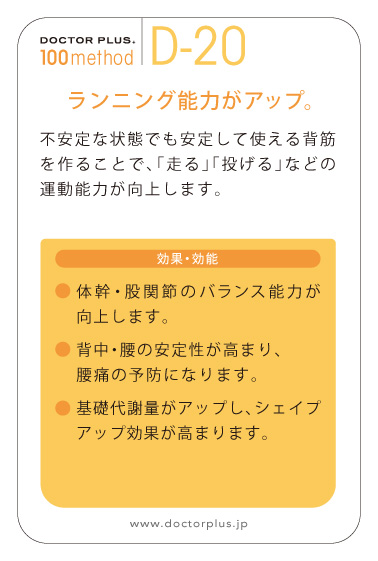 DOCTOR PLUS.
100method
D-20
ランニング能力がアップ。
不安定な状態でも安定して使える背筋
を作ることで、「走る」「投げる」などの
運動能力が向上します。
効果・効能
● 体幹・股関節のバランス能力が
向上します。
● 背中・腰の安定性が高まり、
腰痛の予防になります。
● 基礎代謝量がアップし、シェイプ
アップ効果が高まります。
www.doctorplus.jp